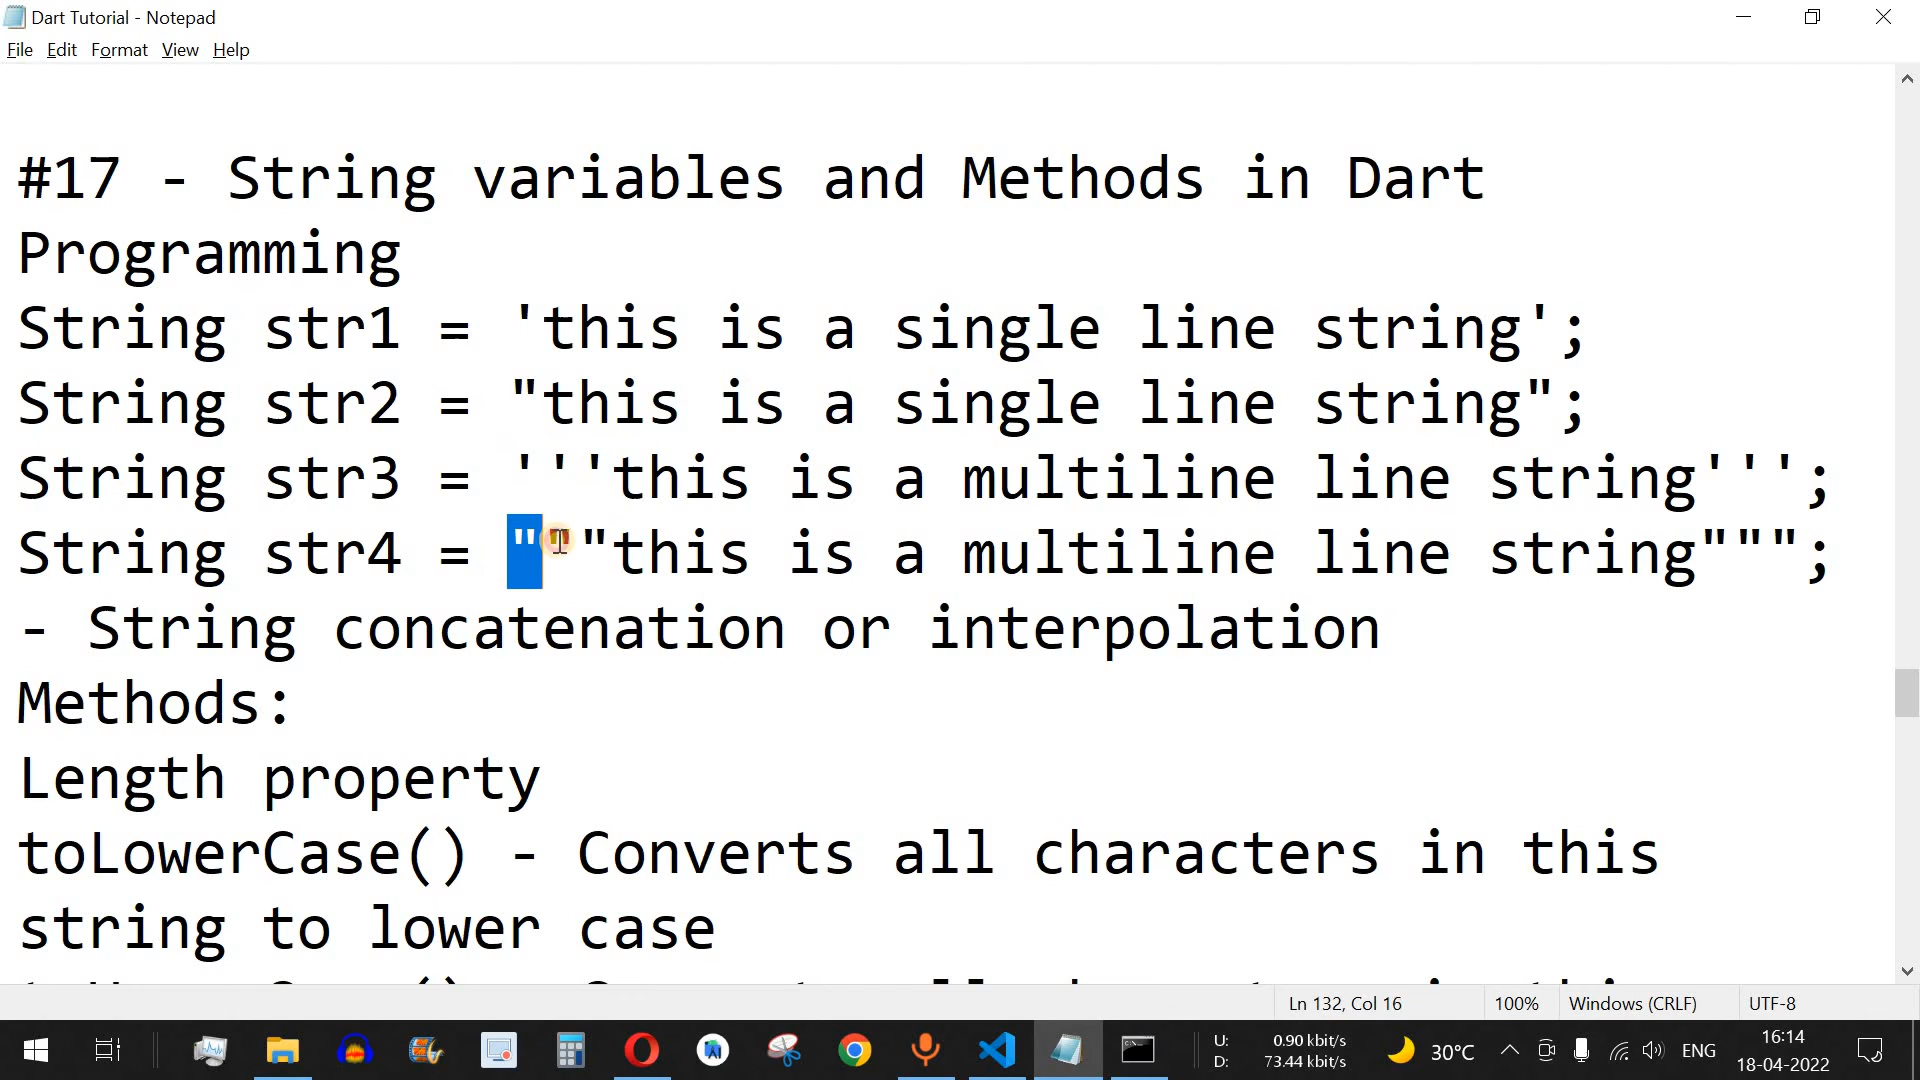 Dart Tutorial - Notepad
File Edit Format View Help
#17 - String variables and Methods in Dart
Programming
String str1 = 'this is a single line string';
String str2 = "this is a single line string";
String str3 = '''this is a multiline line string''';
String str4 = """this is a multiline line string""";
- String concatenation or interpolation
Methods:
Length property
toLowerCase() - Converts all characters in this
string to lower case
Ln 132, Col 16 100% Windows (CRLF) UTF-8
U: 0.90 kbit/s
D: 73.44 kbit/s
30°C
ENG
16:14
18-04-2022